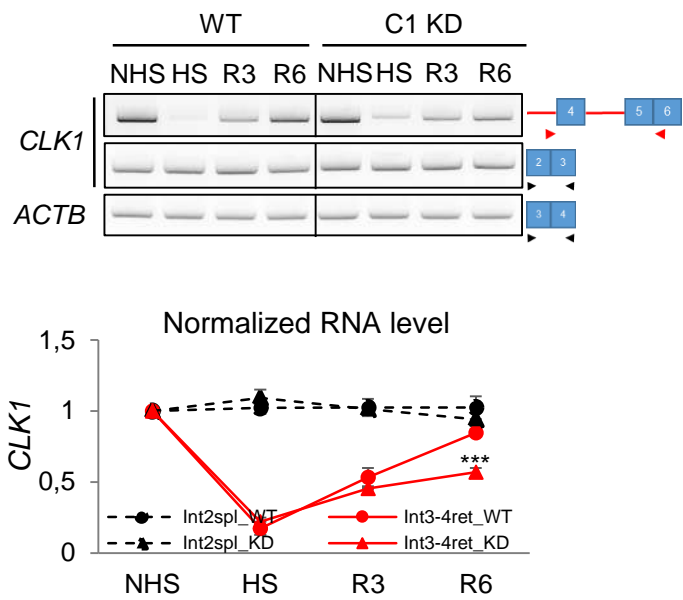 WT C1 KD
NHS HS R3 R6 NHS HS R3 R6
CLK1
4 5 6
2 3
ACTB
3 4
Normalized RNA level
CLK1
1,5
1
0,5
0
***
Int2spl_WT Int3-4ret_WT
Int2spl_KD Int3-4ret_KD
NHS HS R3 R6